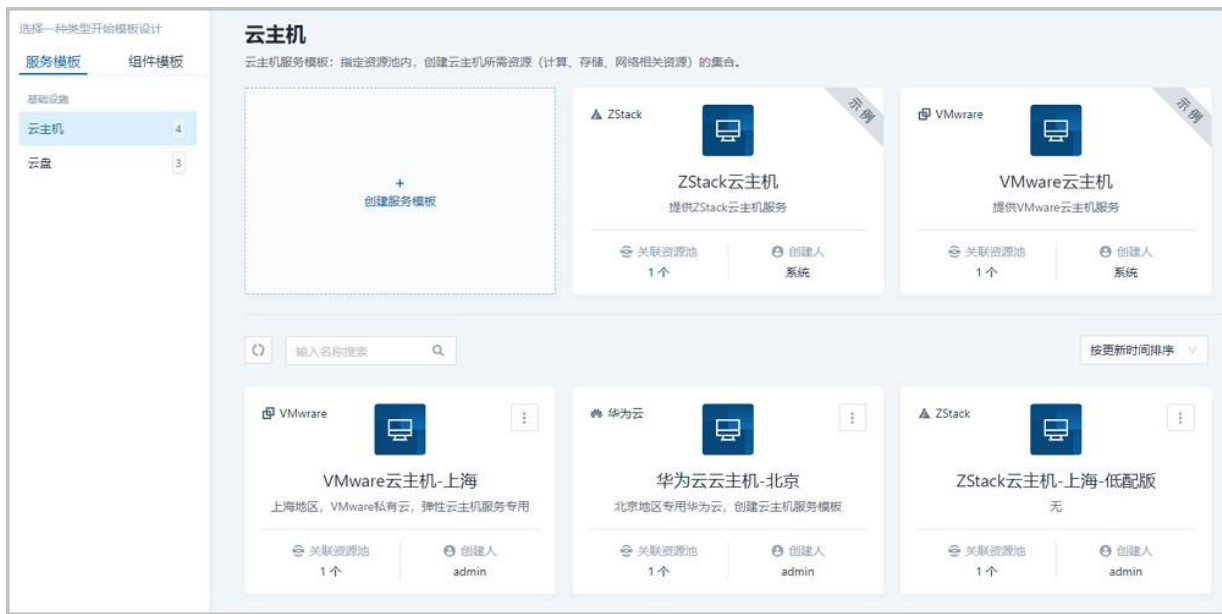 选择一种类型开始模板设计
服务模板 组件模板
基础设施
云主机 4
云盘 3
云主机
云主机服务模板：指定资源池内，创建云主机所需资源（计算、存储、网络相关资源）的集合。
+
创建服务模板
ZStack
示例
ZStack云主机
提供ZStack云主机服务
关联资源池 创建人
1 个 系统
VMwrare
示例
VMware云主机
提供VMware云主机服务
关联资源池 创建人
1 个 系统
输入名称搜索
按更新时间排序
VMwrare
VMware云主机-上海
上海地区，VMware私有云，弹性云主机服务专用
关联资源池 创建人
1 个 admin
华为云
华为云云主机-北京
北京地区专用华为云，创建云主机服务模板
关联资源池 创建人
1 个 admin
ZStack
ZStack云主机-上海-低配版
无
关联资源池 创建人
1 个 admin